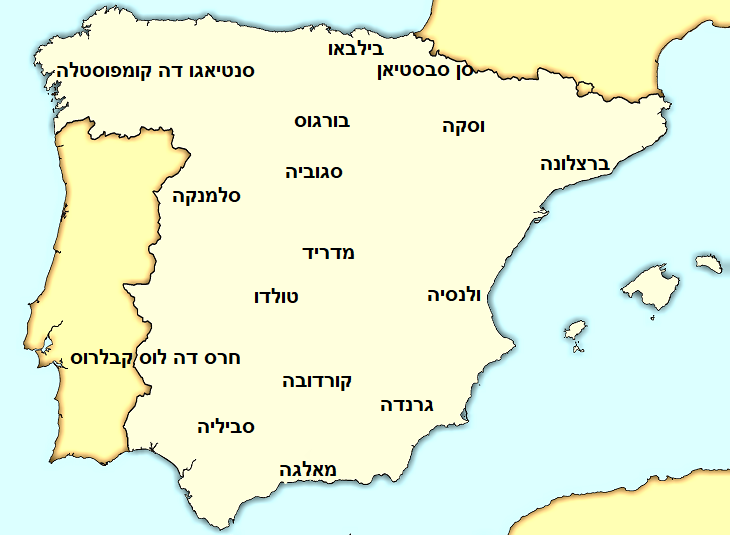 בילבאו
סנטיאגו דה קומפוסטלה
סן סבסטיאן
בורגוס
וסקה
ברצלונה
סגוביה
סלמנקה
מדריד
טולדו
ולנסיה
חרס דה לוס קבלרוס
קורדובה
גרנדה
סביליה
מאלגה